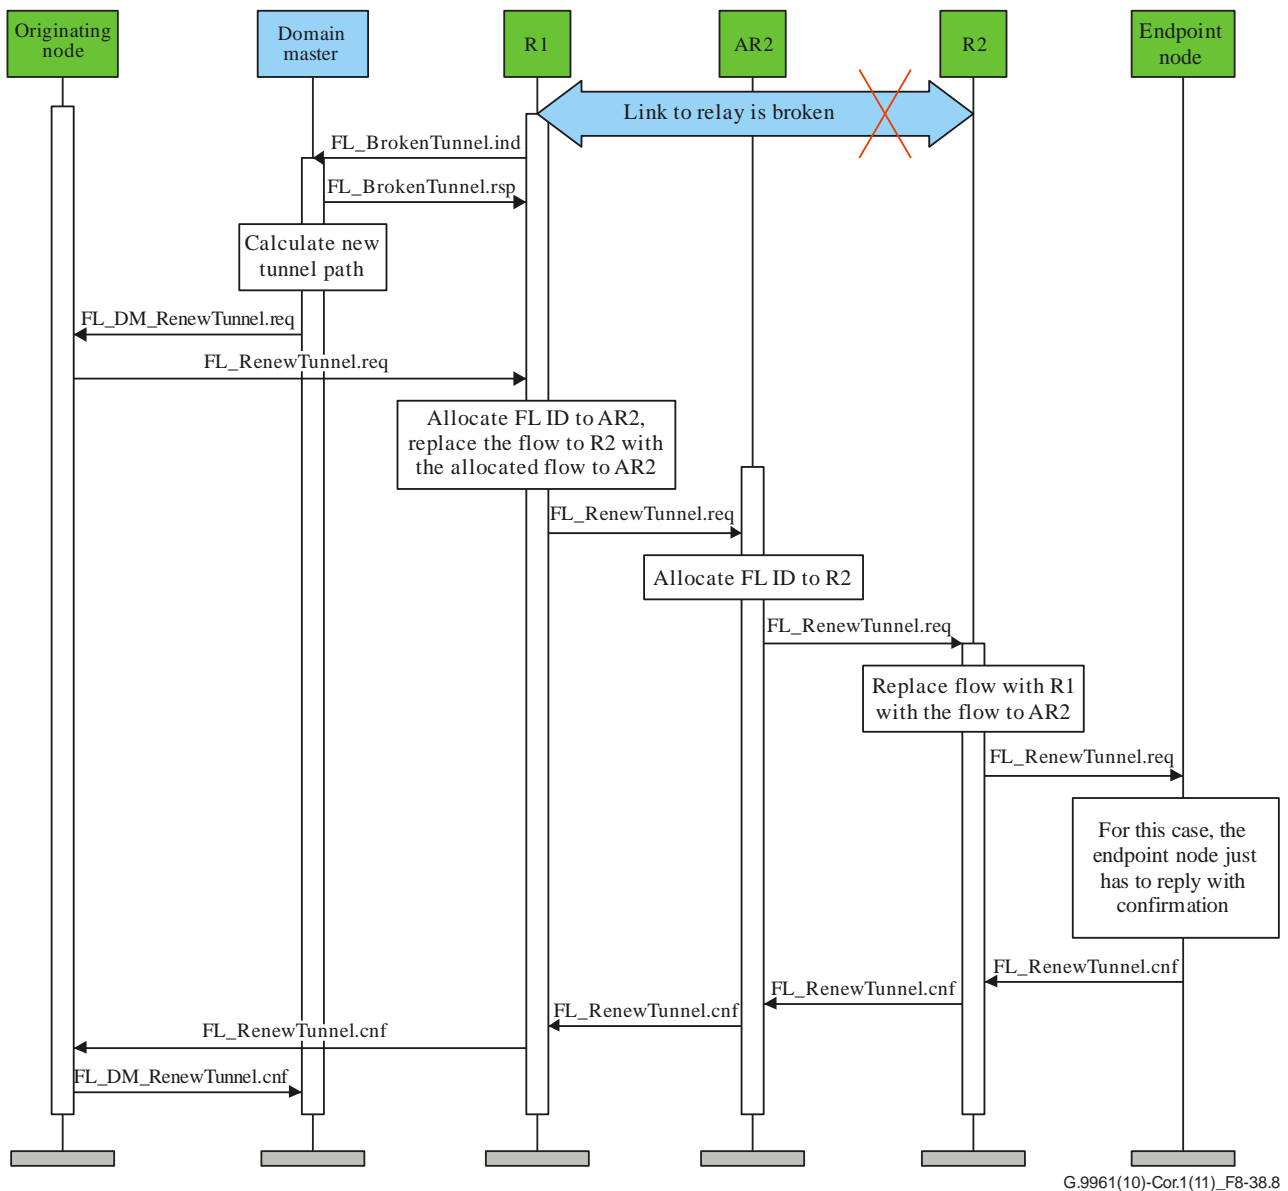 Originating
node
Domain
master
R1
AR2
R2
Endpoint
node
Link to relay is broken
FL_BrokenTunnel.ind
FL_BrokenTunnel.rsp
Calculate new
tunnel path
FL_DM_RenewTunnel.req
FL_RenewTunnel.req
Allocate FL ID to AR2,
replace the flow to R2 with
the allocated flow to AR2
FL_RenewTunnel.req
Allocate FL ID to R2
FL_RenewTunnel.req
Replace flow with R1
with the flow to AR2
FL_RenewTunnel.req
For this case, the
endpoint node just
has to reply with
confirmation
FL_RenewTunnel.cnf
FL_RenewTunnel.cnf
FL_RenewTunnel.cnf
FL_RenewTunnel.cnf
FL_DM_RenewTunnel.cnf
G.9961(10)-Cor.1(11)_F8-38.8